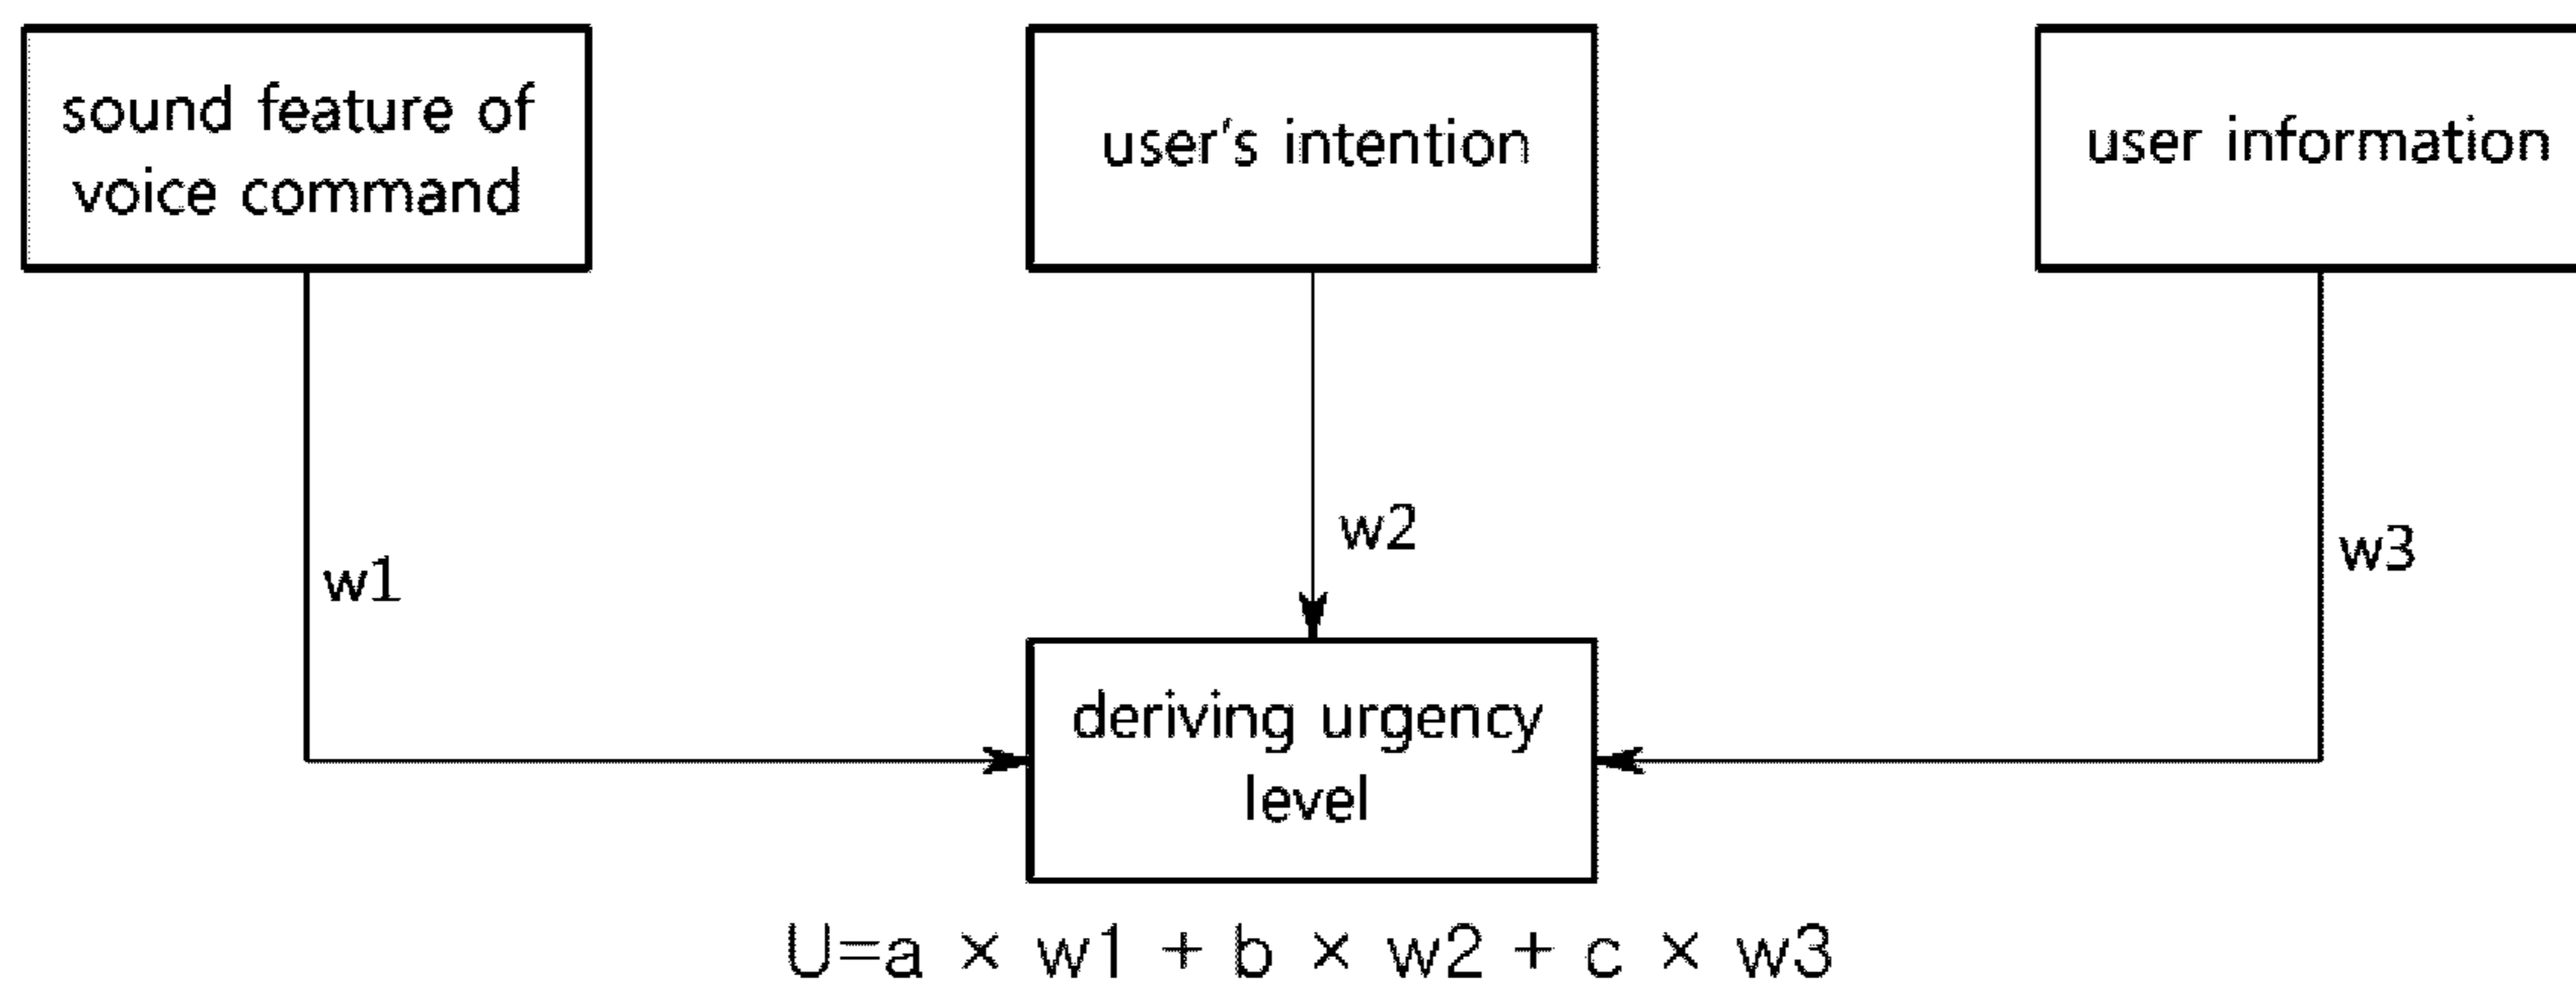 sound feature of
voice command
user's intention
user information
w1
w2
w3
deriving urgency
level
U=a × w1 + b × w2 + c × w3